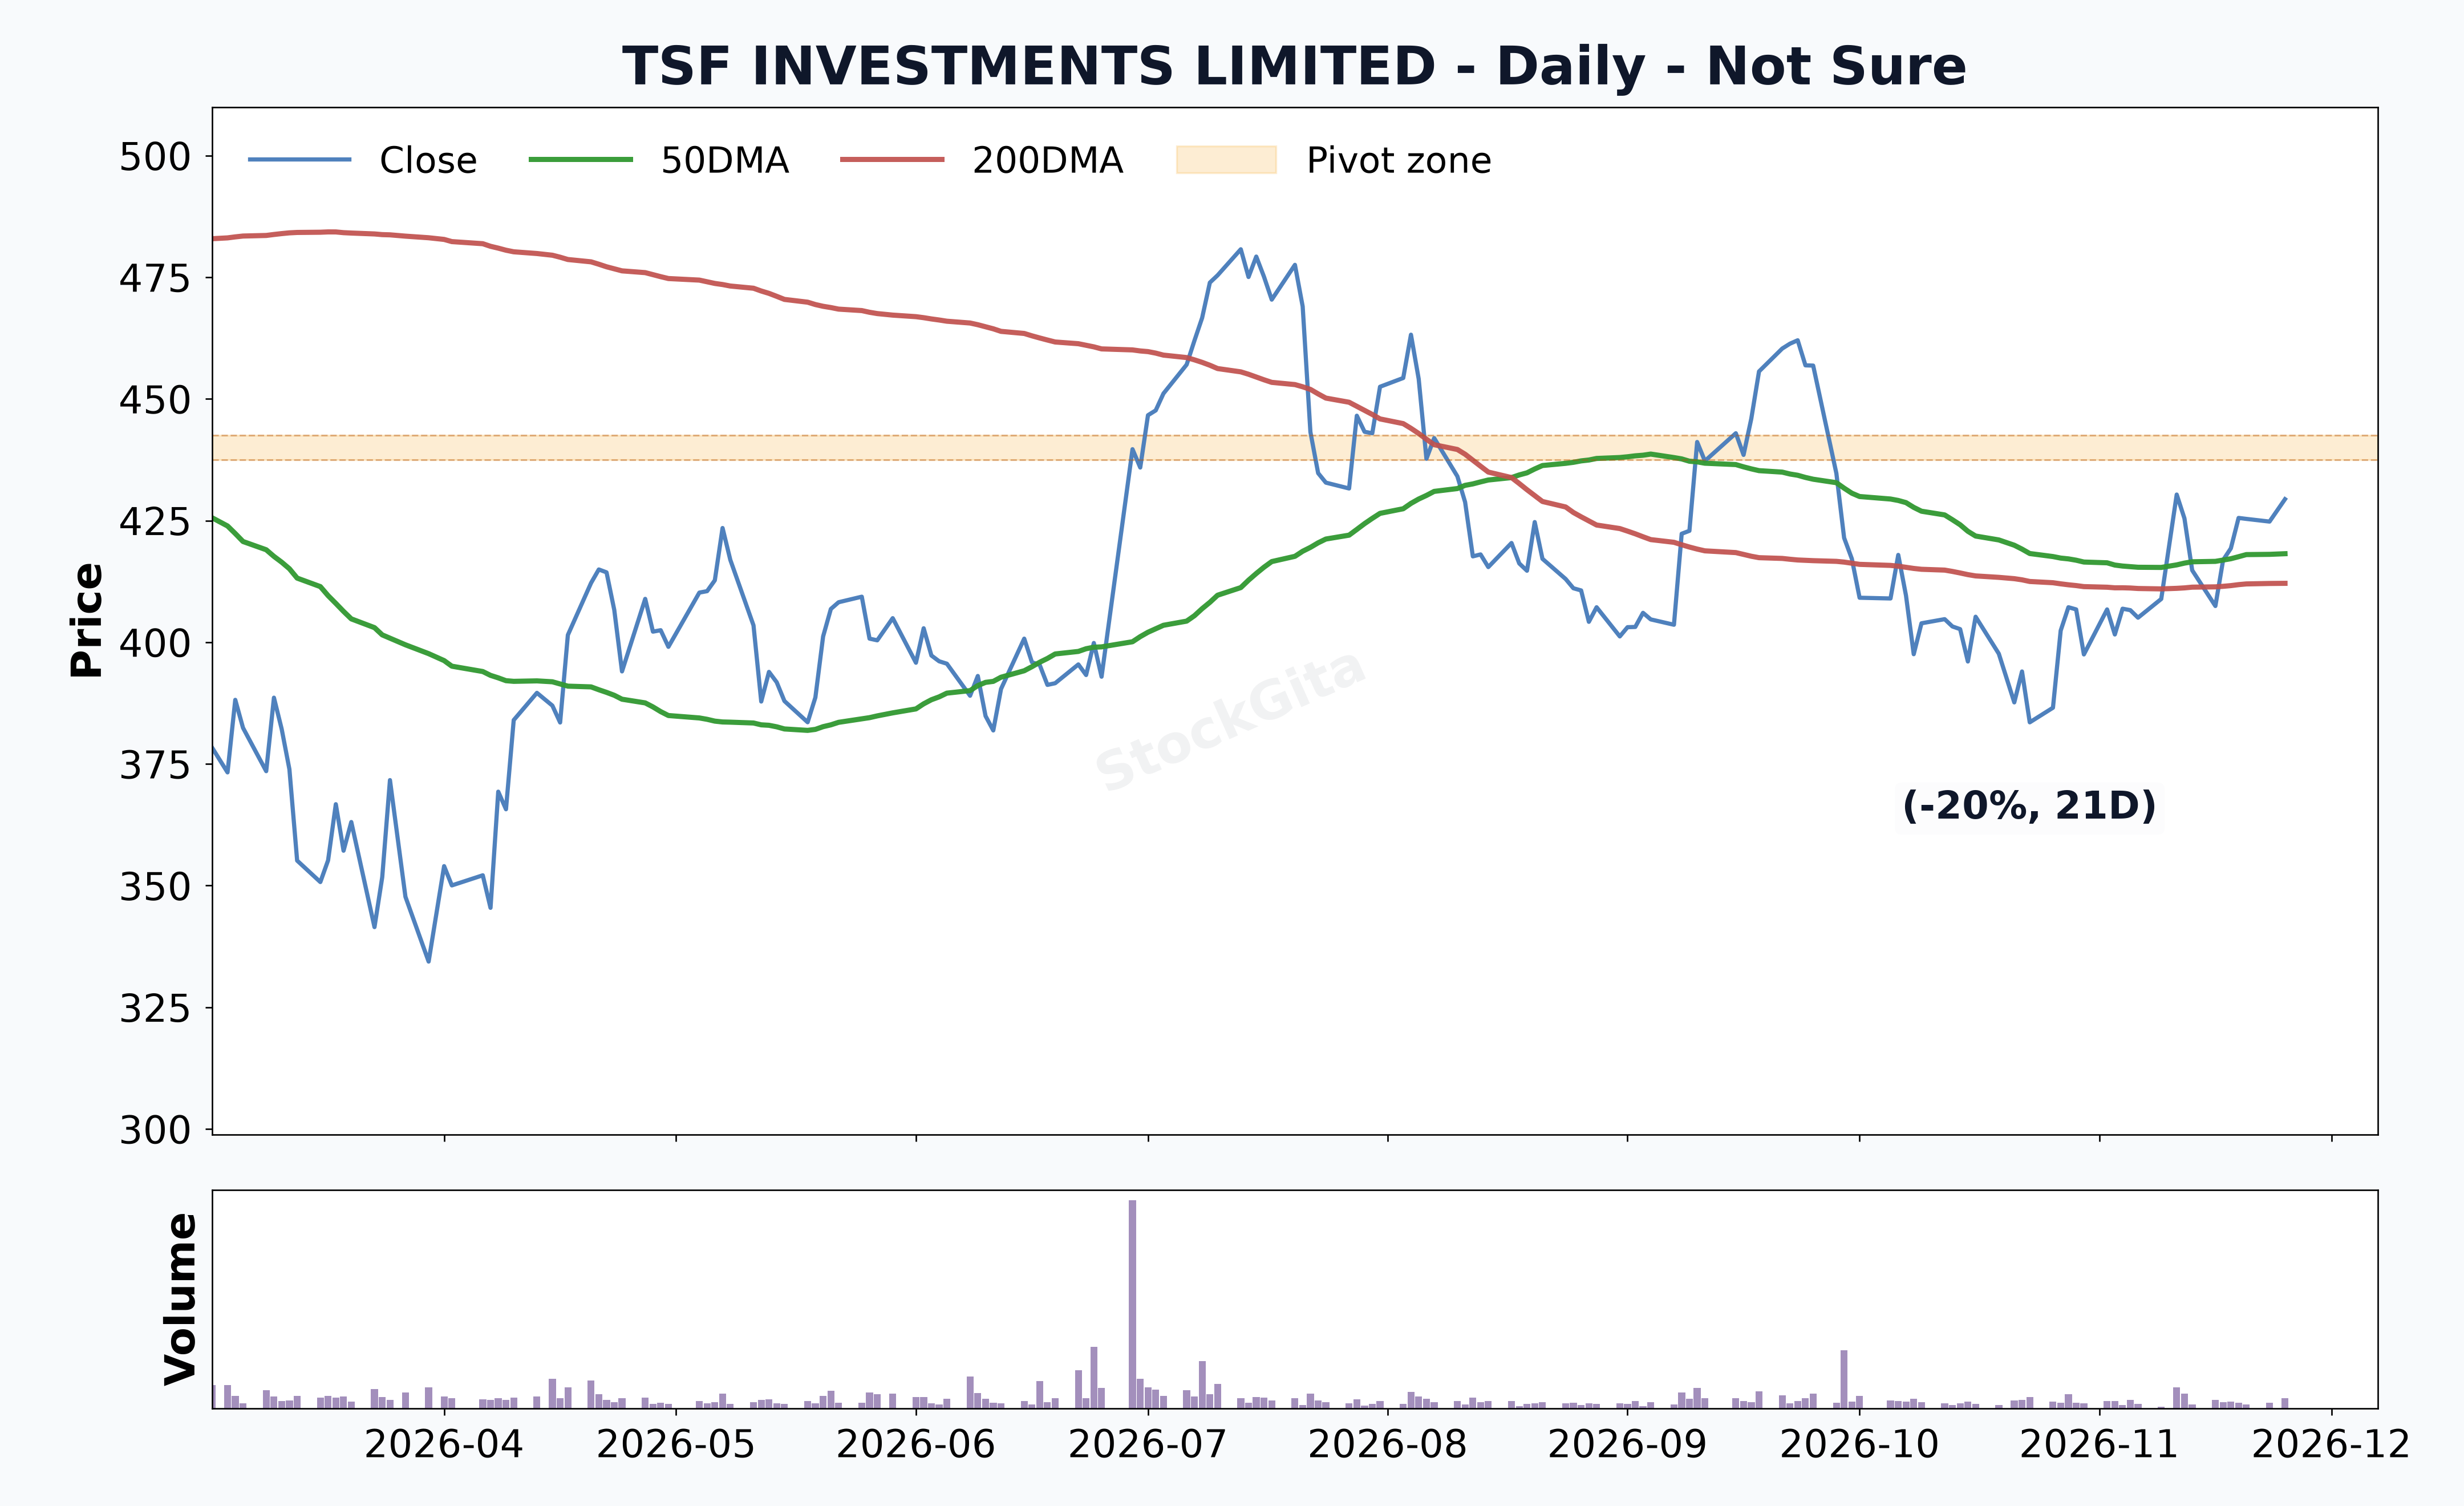 TSF INVESTMENTS LIMITED - Daily - Not Sure
Close 50DMA 200DMA Pivot zone
Price
500
475
450
425
400
375
350
325
300
StockGita
(-20%, 21D)
Volume
2026-04 2026-05 2026-06 2026-07 2026-08 2026-09 2026-10 2026-11 2026-12